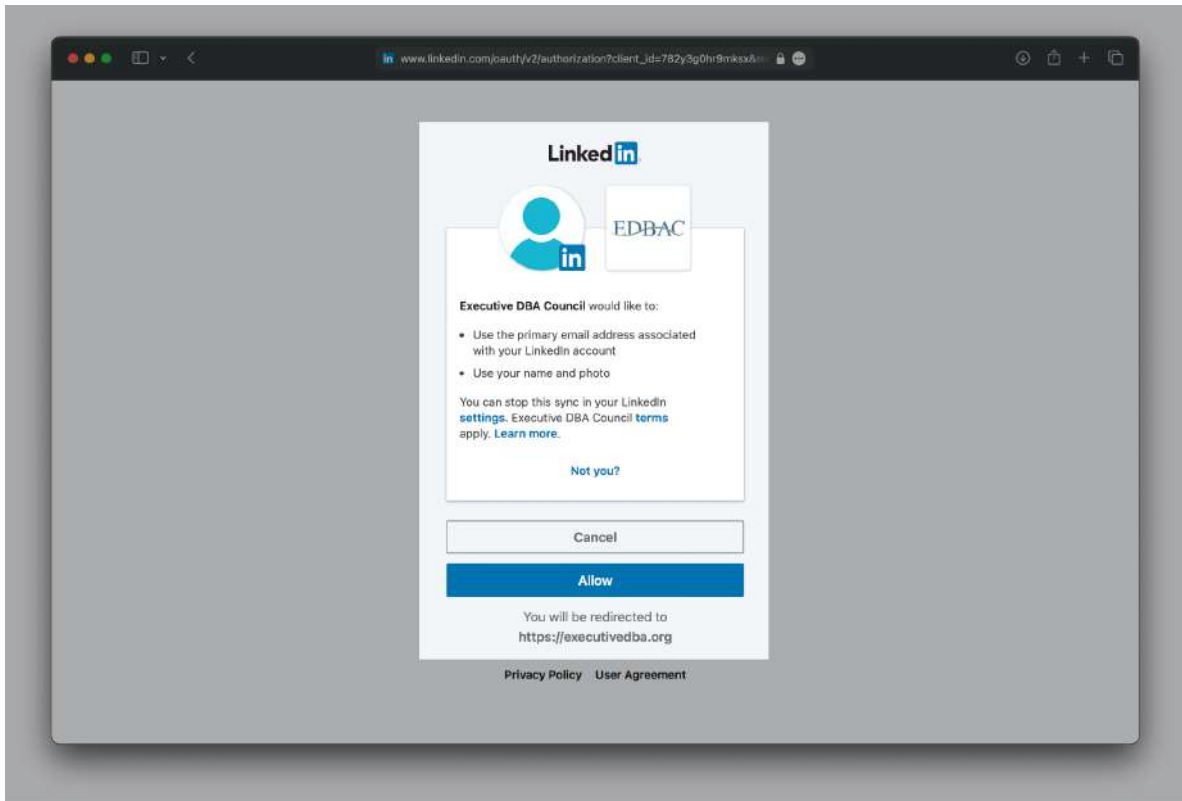 in www.linkedin.com/oauth/v2/authorization?client_id=782y3g0hr9mksx&
Linked in
in
EDBAC
Executive DBA Council would like to:
• Use the primary email address associated
with your LinkedIn account
• Use your name and photo
You can stop this sync in your LinkedIn
settings. Executive DBA Council terms
apply. Learn more.
Not you?
Cancel
Allow
You will be redirected to
https://executivedba.org
Privacy Policy User Agreement